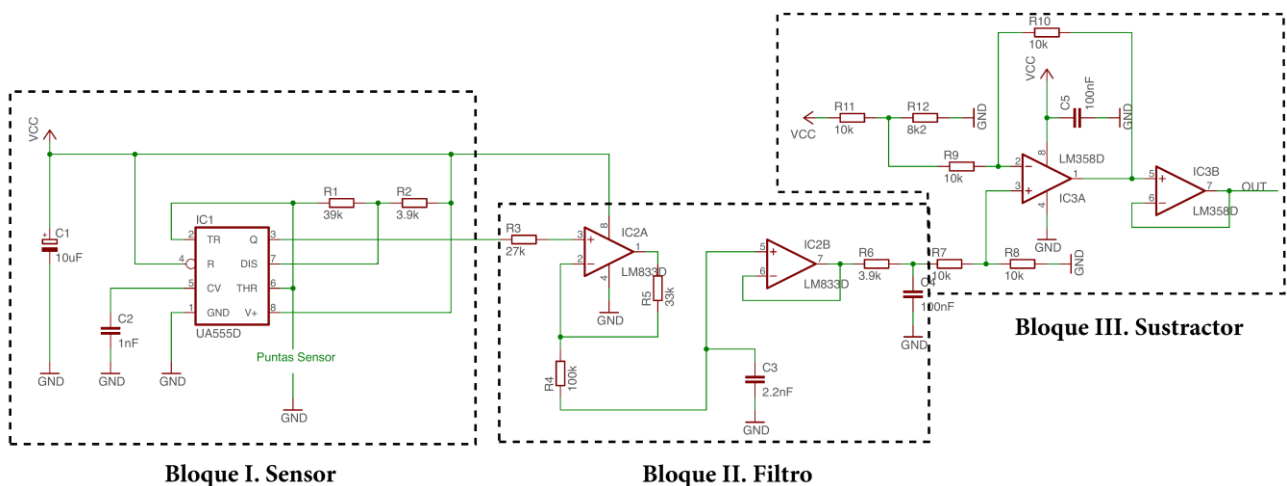 VCC
C1
10uF
GND
C2
1nF
GND
GND
IC1
TR
R
CV
GND
Q
DIS
THR
V+
2
4
5
1
3
7
6
8
UA555D
R1
39k
R2
3.9k
Puntas Sensor
GND
Bloque I. Sensor
R3
27k
3
2
8
4
1
IC2A
LM833D
GND
R5
33k
R4
100k
5
6
7
IC2B
LM833D
C3
2.2nF
GND
R6
3.9k
C4
100nF
GND
Bloque II. Filtro
R10
10k
VCC
C5
100nF
GND
VCC
R11
10k
R12
8k2
GND
R9
10k
2
3
8
4
1
LM358D
IC3A
GND
R7
10k
R8
10k
GND
5
6
7
IC3B
LM358D
OUT
Bloque III. Sustractor